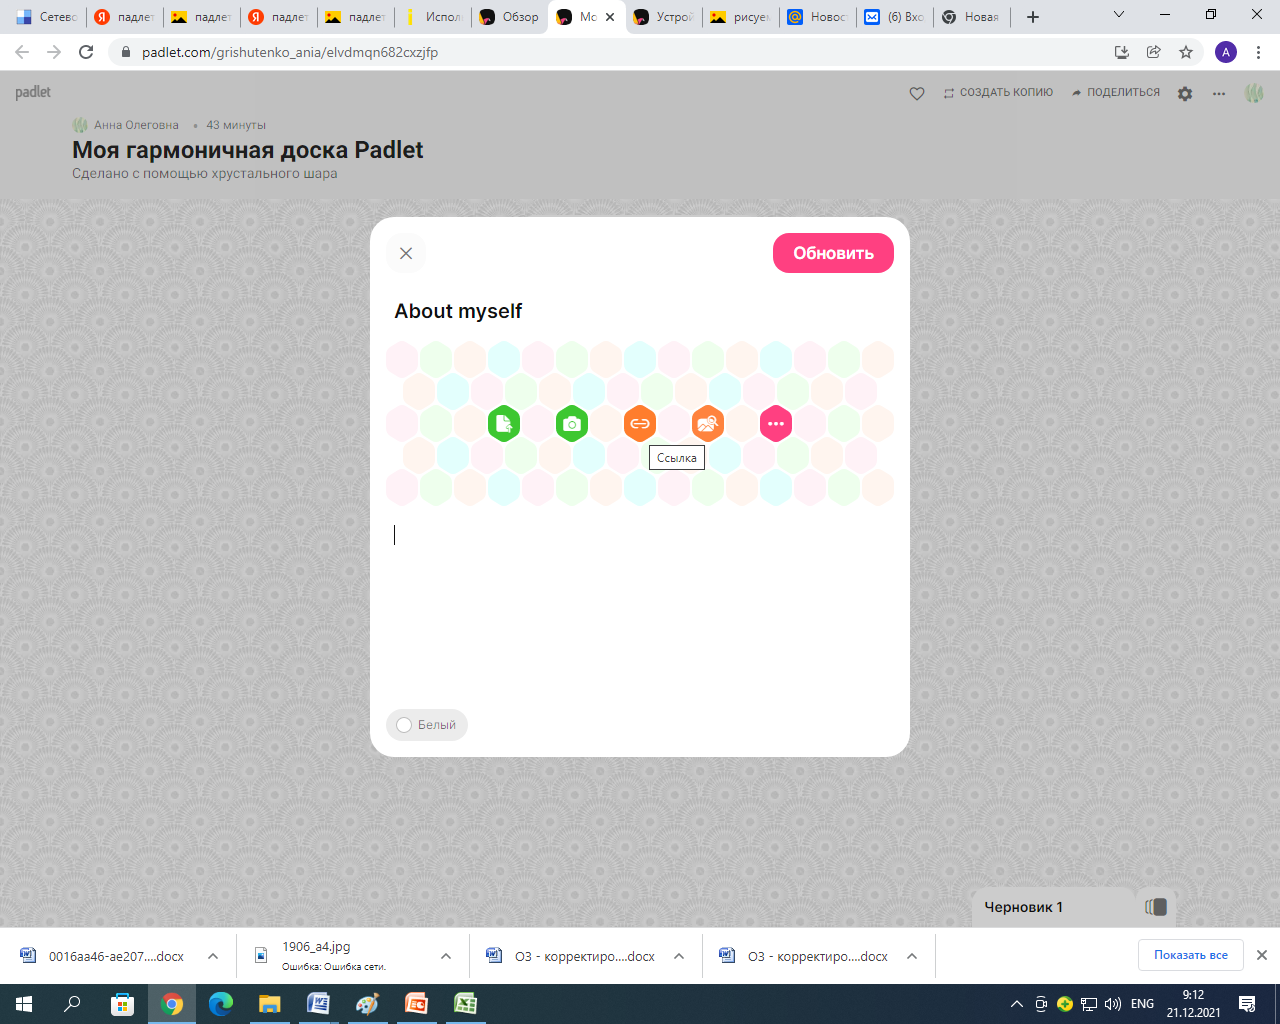 Сетево
падлет
падлет
падлет
падлет
Исполь
Обзор
Мо
Устрой
рисуем
Новост
(6) Вхо
Новая
padlet.com/grishutenko_ania/elvdmqn682cxzjfp
A
padlet
СОЗДАТЬ КОПИЮ
ПОДЕЛИТЬСЯ
Анна Олеговна • 43 минуты
Моя гармоничная доска Padlet
Сделано с помощью хрустального шара
Обновить
About myself
Ссылка
Белый
Черновик 1
0016aa46-ae207....docx
1906_a4.jpg
Ошибка: Ошибка сети.
ОЗ - корректиро....docx
ОЗ - корректиро....docx
Показать все
ENG
9:12
21.12.2021